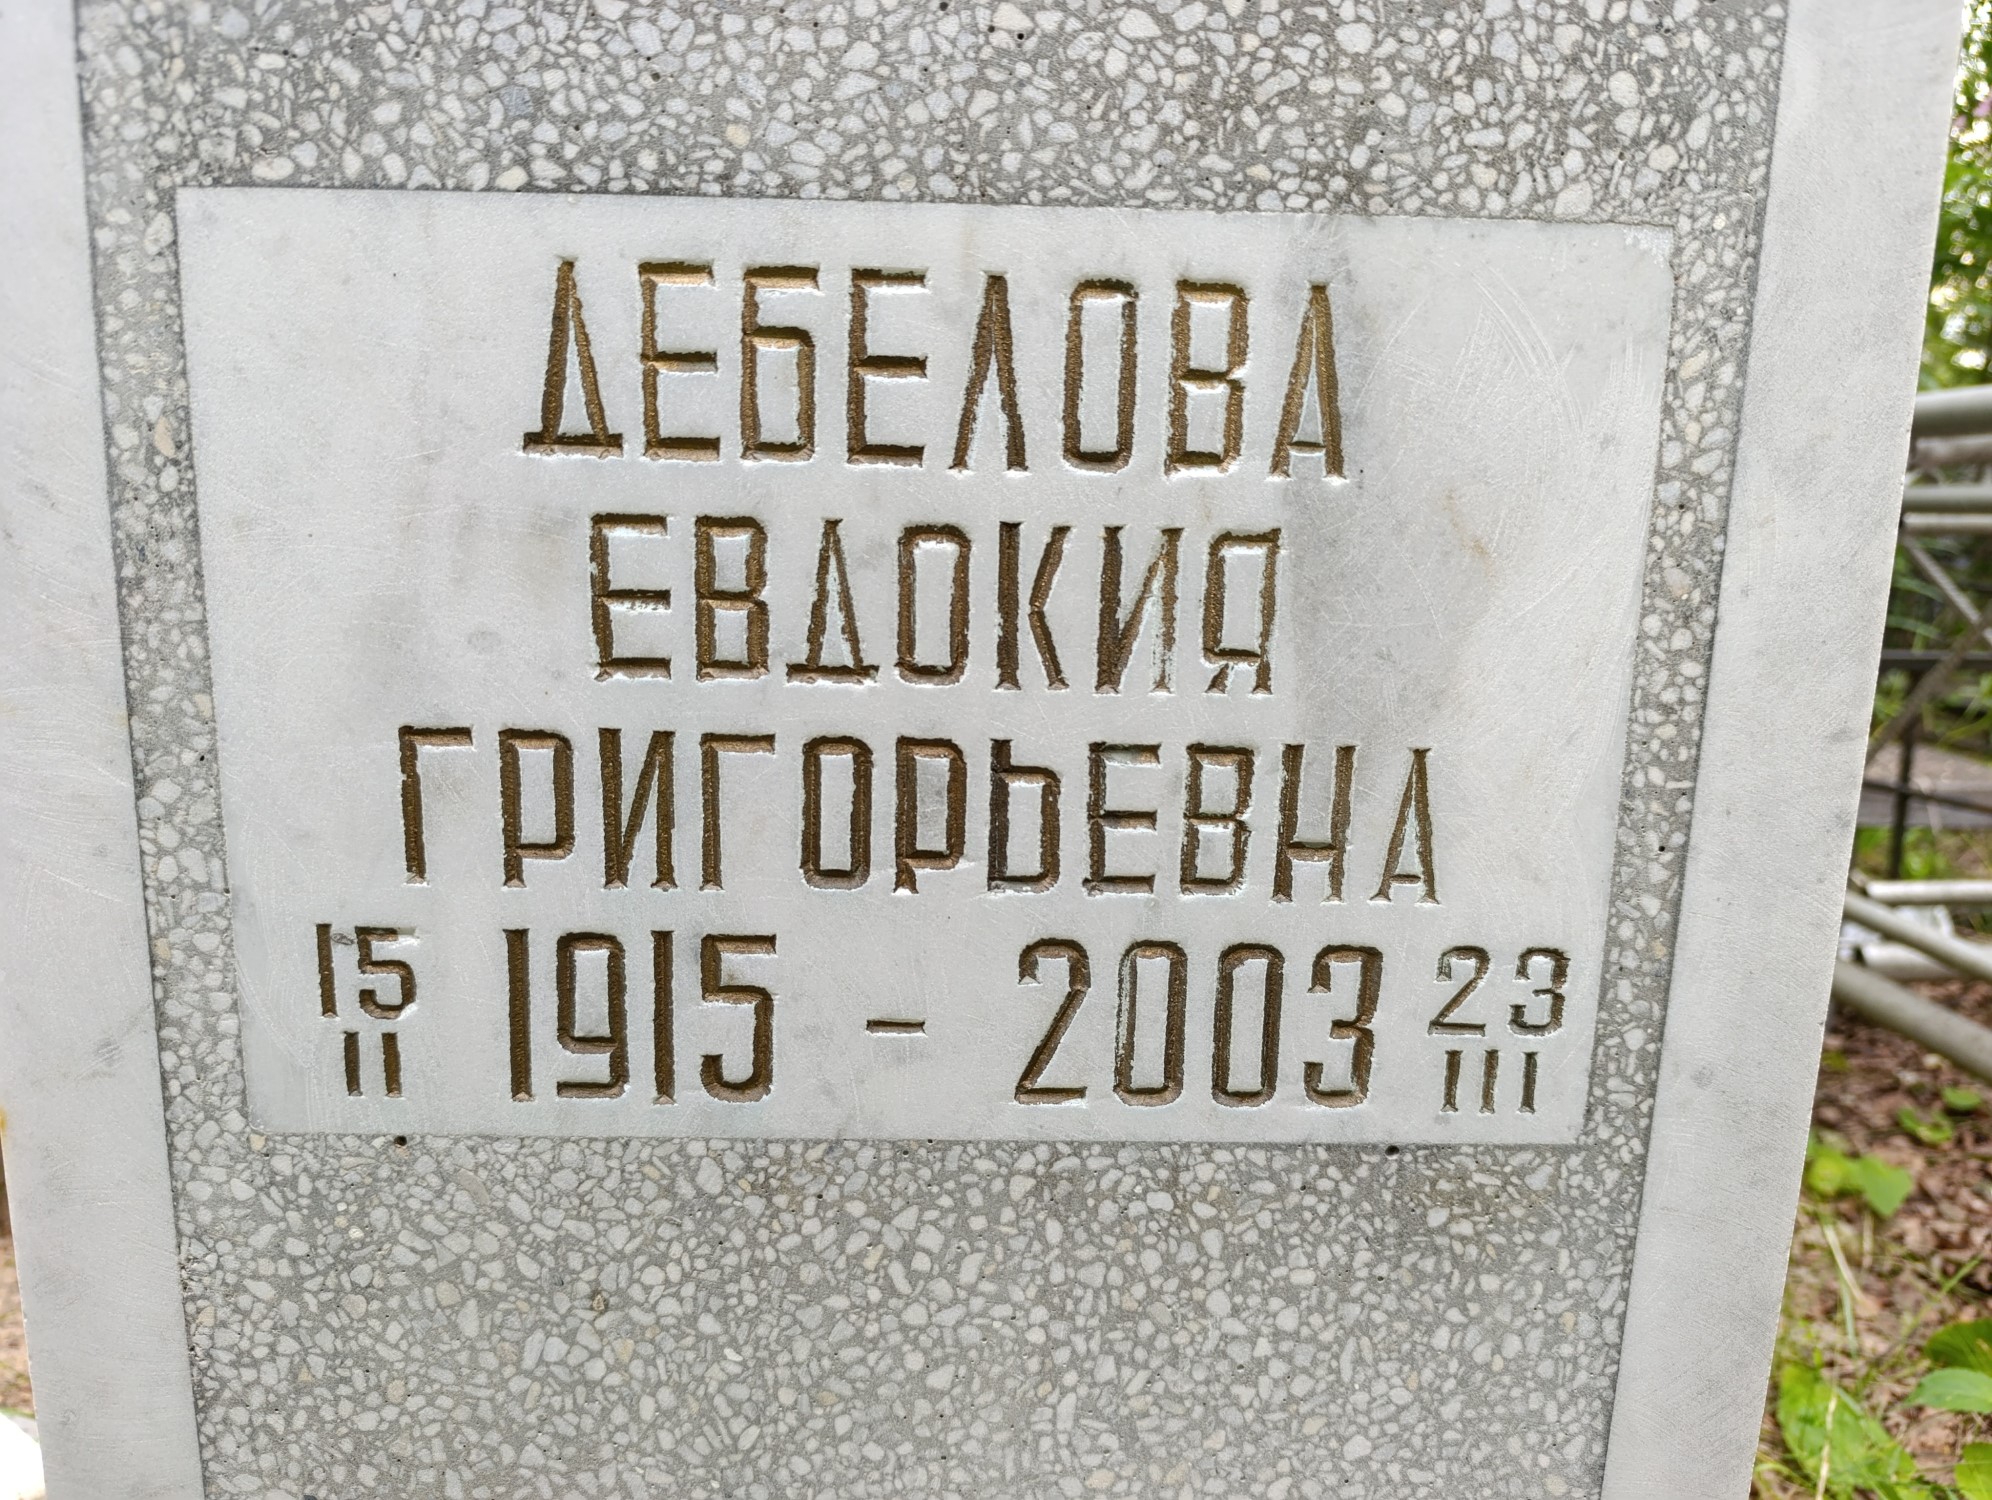 ДЕБЕЛОВА
ЕВДОКИЯ
ГРИГОРЬЕВНА
15 II 1915 - 2003 23 III